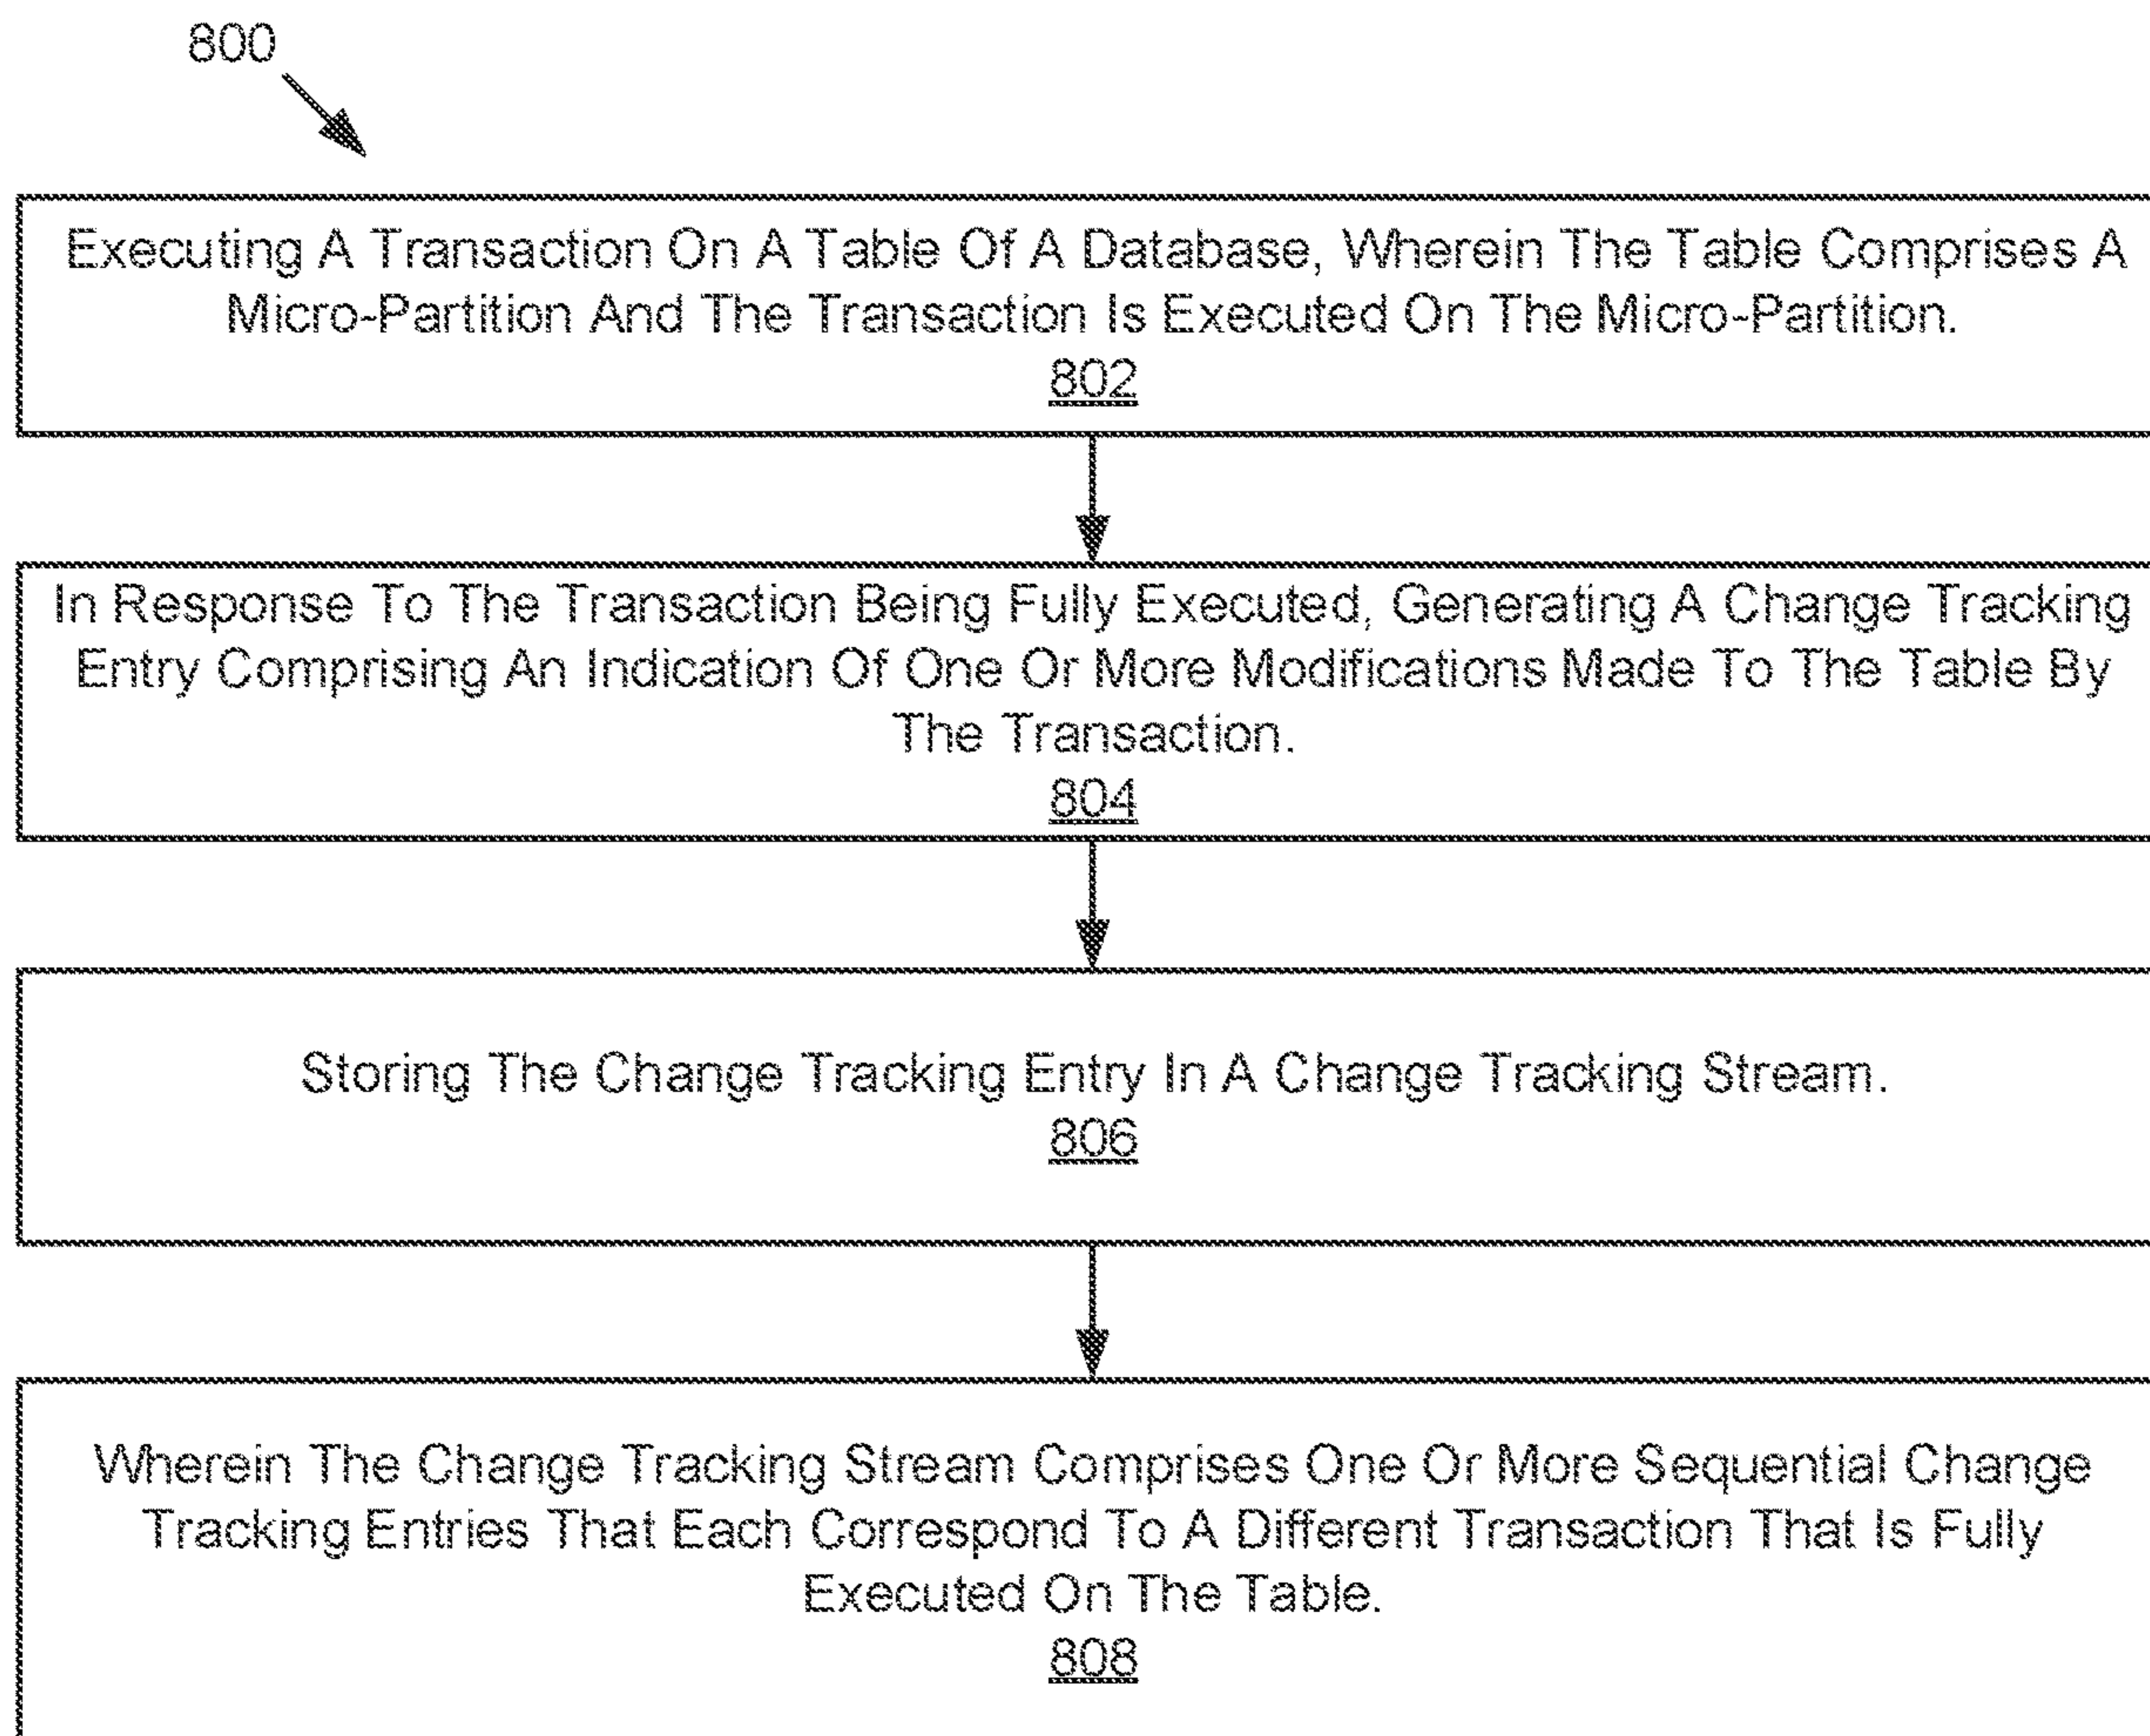 800
Executing A Transaction On A Table Of A Database, Wherein The Table Comprises A
Micro-Partition And The Transaction Is Executed On The Micro-Partition.
802
In Response To The Transaction Being Fully Executed, Generating A Change Tracking
Entry Comprising An Indication Of One Or More Modifications Made To The Table By
The Transaction.
804
Storing The Change Tracking Entry In A Change Tracking Stream.
806
Wherein The Change Tracking Stream Comprises One Or More Sequential Change
Tracking Entries That Each Correspond To A Different Transaction That Is Fully
Executed On The Table.
808